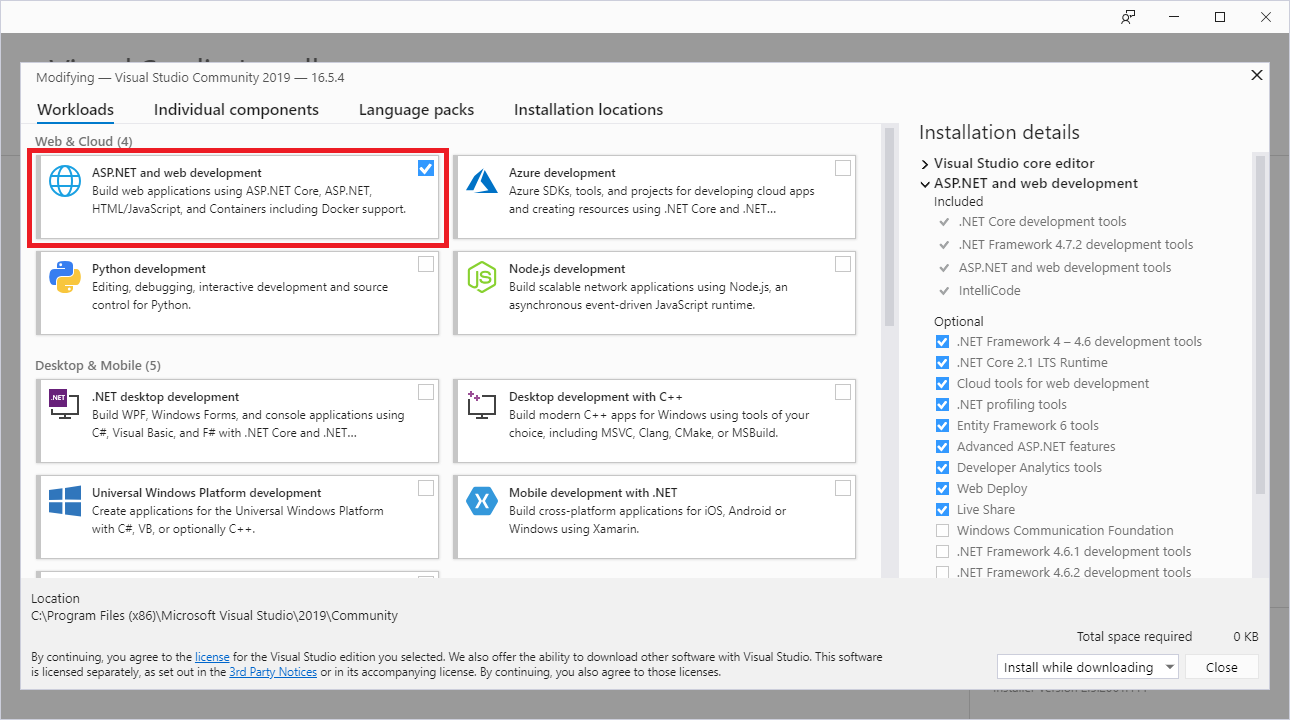 Modifying — Visual Studio Community 2019 — 16.5.4
Workloads
Individual components
Language packs
Installation locations
Web & Cloud (4)
ASP.NET and web development
Build web applications using ASP.NET Core, ASP.NET,
HTML/JavaScript, and Containers including Docker support.
Azure development
Azure SDKs, tools, and projects for developing cloud apps
and creating resources using .NET Core and .NET...
Python development
Editing, debugging, interactive development and source
control for Python.
Node.js development
Build scalable network applications using Node.js, an
asynchronous event-driven JavaScript runtime.
Desktop & Mobile (5)
.NET
.NET desktop development
Build WPF, Windows Forms, and console applications using
C#, Visual Basic, and F# with .NET Core and .NET...
Desktop development with C++
Build modern C++ apps for Windows using tools of your
choice, including MSVC, Clang, CMake, or MSBuild.
Universal Windows Platform development
Create applications for the Universal Windows Platform
with C#, VB, or optionally C++.
Mobile development with .NET
Build cross-platform applications for iOS, Android or
Windows using Xamarin.
Installation details
Visual Studio core editor
ASP.NET and web development
Included
.NET Core development tools
.NET Framework 4.7.2 development tools
ASP.NET and web development tools
IntelliCode
Optional
.NET Framework 4 – 4.6 development tools
.NET Core 2.1 LTS Runtime
Cloud tools for web development
.NET profiling tools
Entity Framework 6 tools
Advanced ASP.NET features
Developer Analytics tools
Web Deploy
Live Share
Windows Communication Foundation
.NET Framework 4.6.1 development tools
.NET Framework 4.6.2 development tools
Location
C:\Program Files (x86)\Microsoft Visual Studio\2019\Community
Total space required 0 KB
By continuing, you agree to the license for the Visual Studio edition you selected. We also offer the ability to download other software with Visual Studio. This software
is licensed separately, as set out in the 3rd Party Notices or in its accompanying license. By continuing, you also agree to those licenses.
Install while downloading
Close